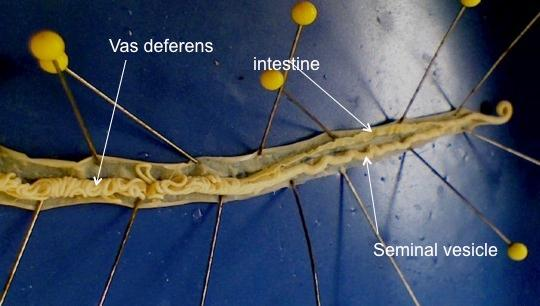 Vas deferens
intestine
Seminal vesicle